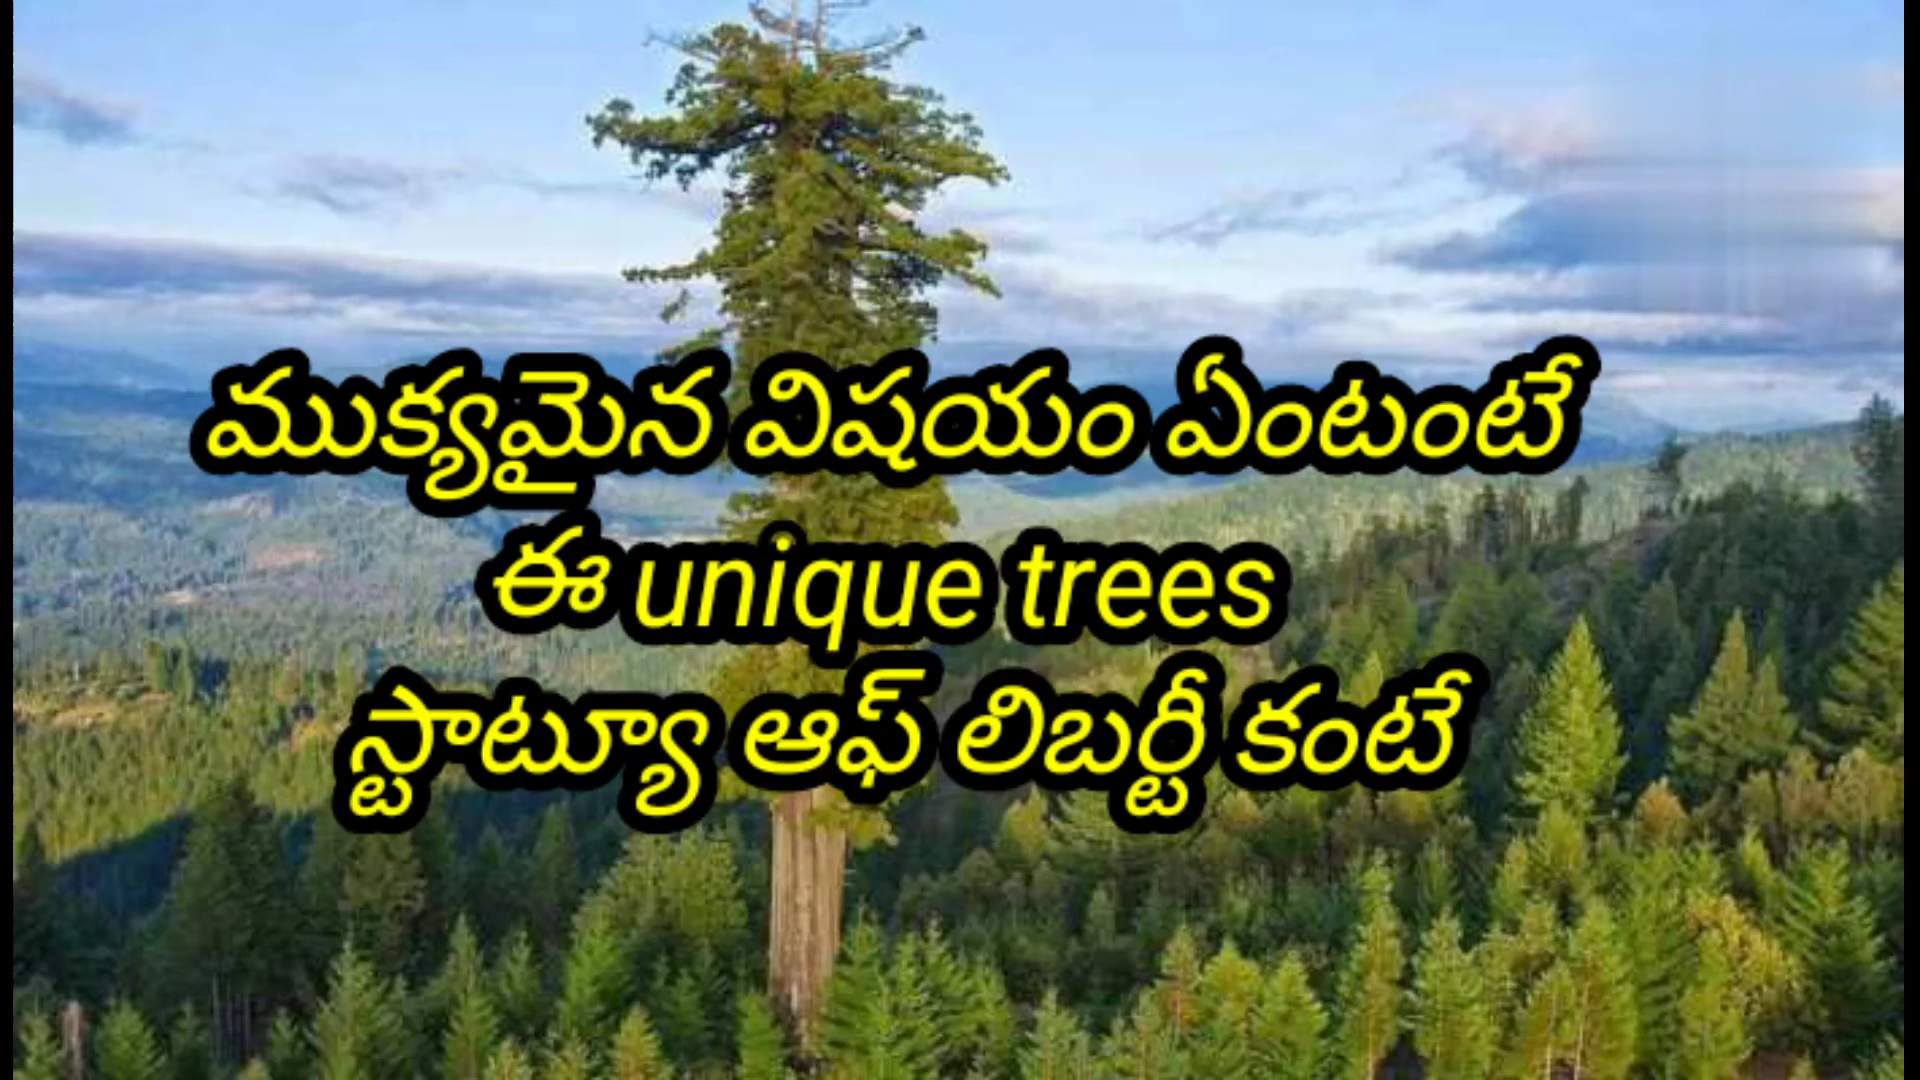 ముక్యమైన విషయం ఏంటంటే
ఈ unique trees
స్టాట్యూ ఆఫ్ లిబర్టీ కంటే